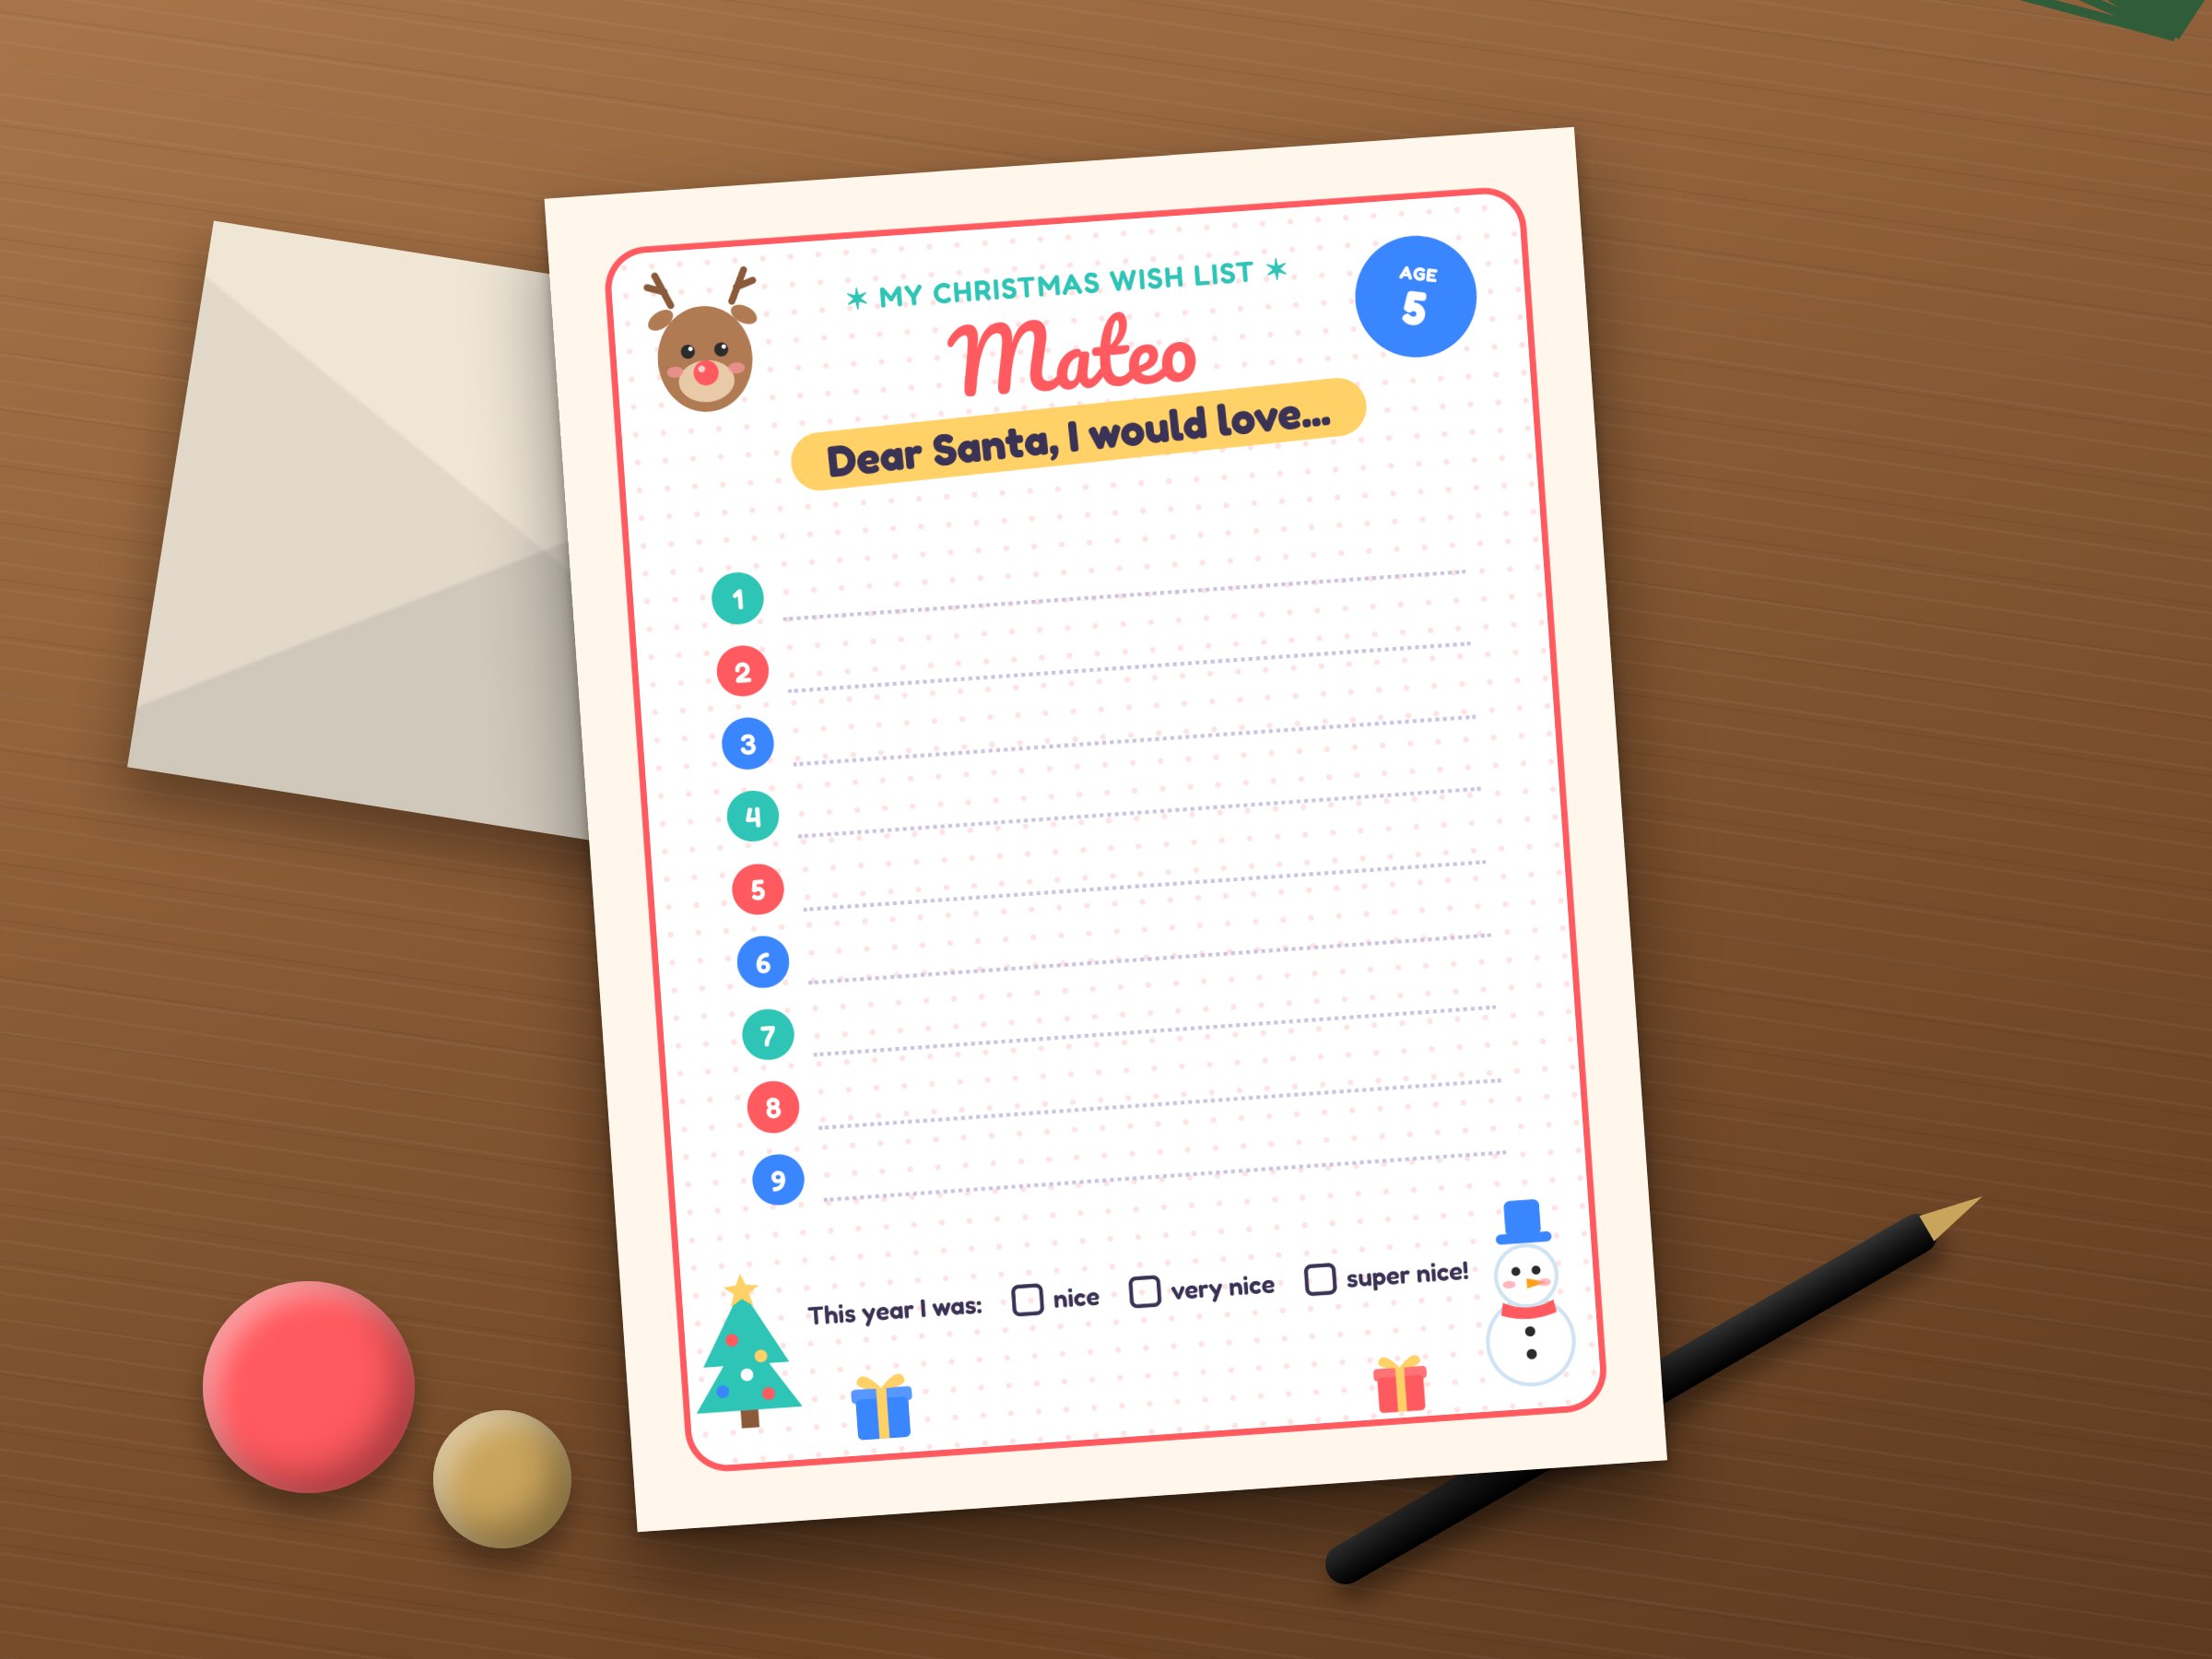 ✶ MY CHRISTMAS WISH LIST ✶
AGE
5
Mateo
Dear Santa, I would love...
1
2
3
4
5
6
7
8
9
This year I was: nice very nice super nice!